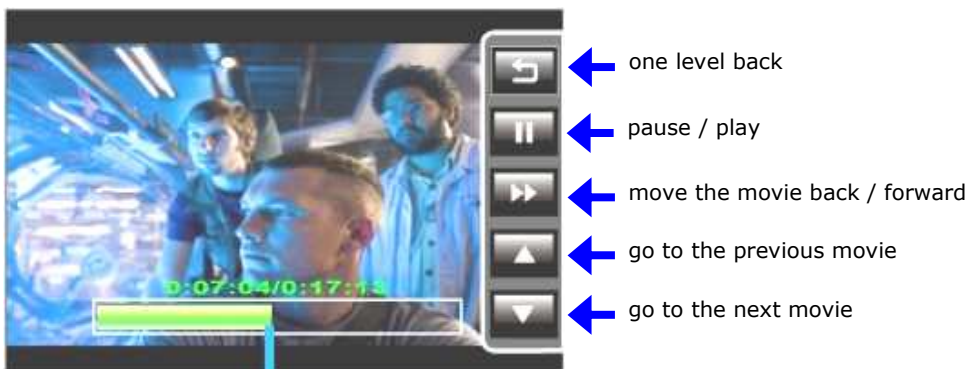 one level back
pause / play
move the movie back / forward
go to the previous movie
go to the next movie
0:07:04/0:17:13